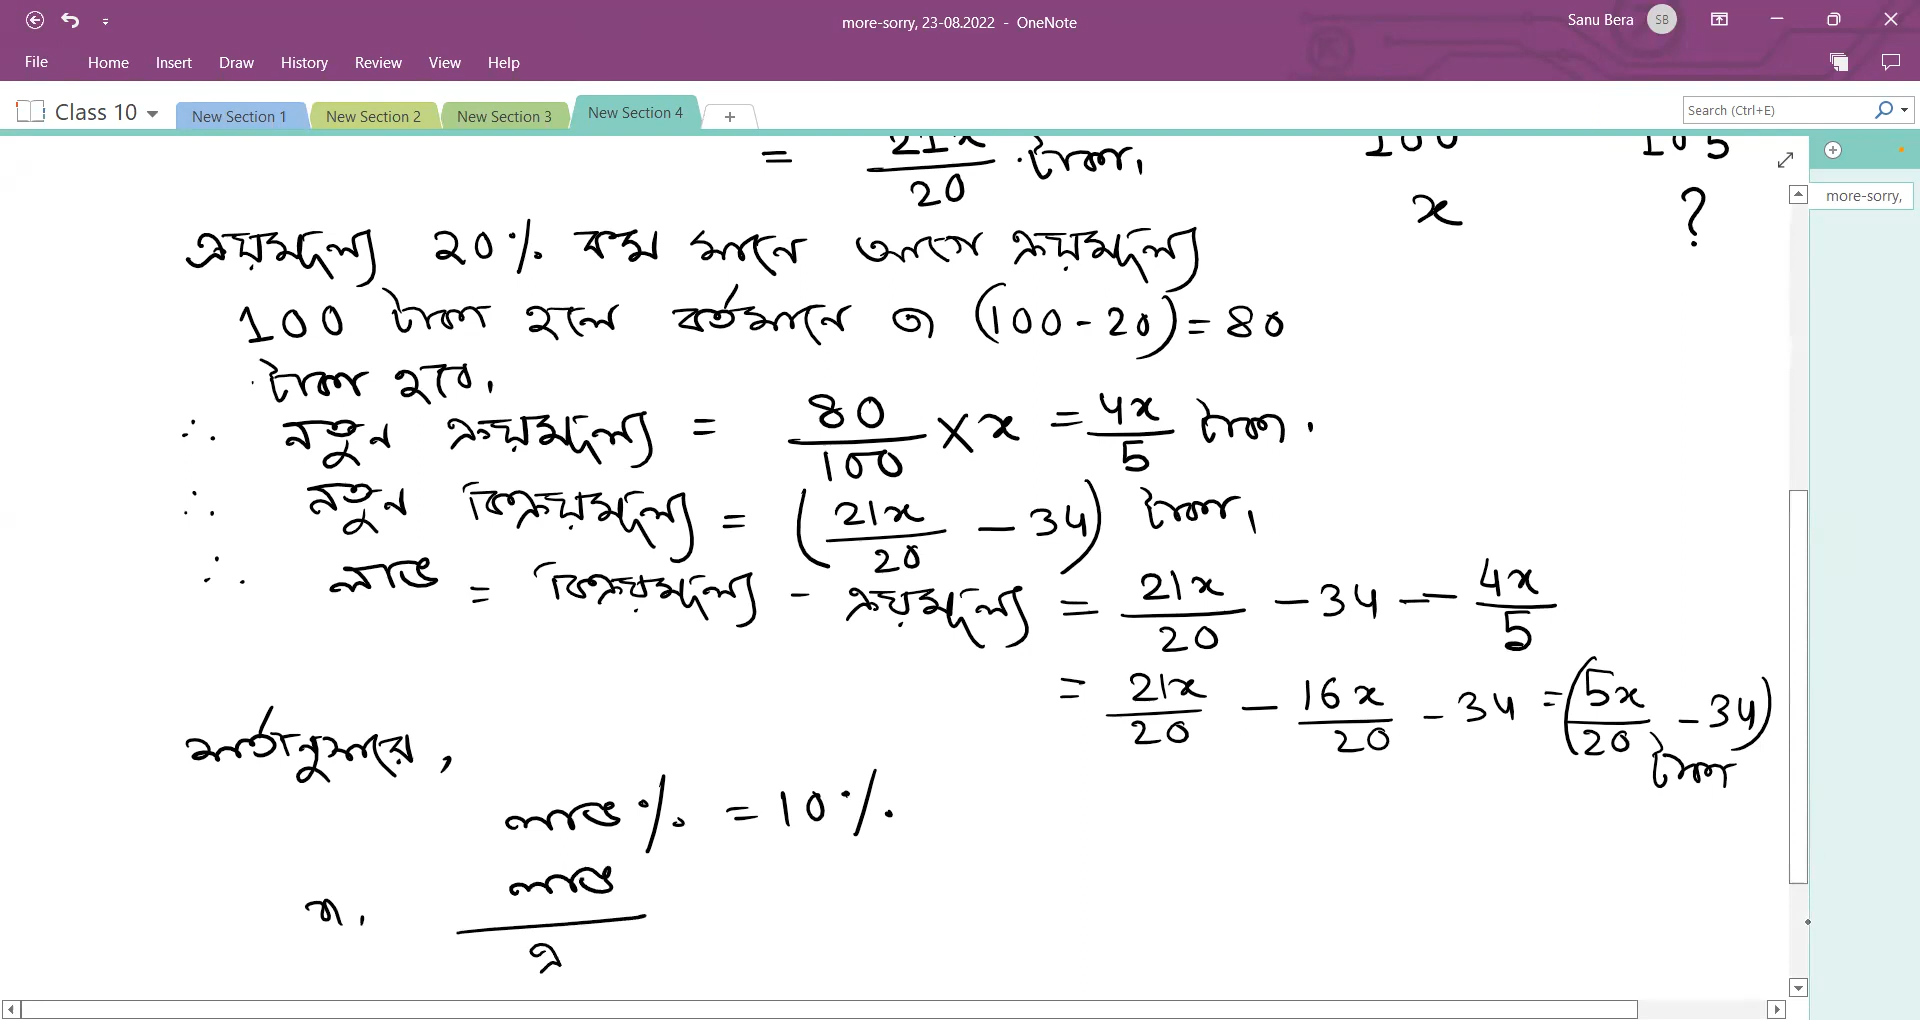 more-sorry, 23-08.2022 - OneNote
Sanu Bera SB
File Home Insert Draw History Review View Help
Class 10 New Section 1 New Section 2 New Section 3 New Section 4 +
Search (Ctrl+E)
more-sorry,
= 21x/20 টাকা। 100 105
x ?
ক্রয়মূল্য 20% কম মানে আগে ক্রয়মূল্য
100 টাকা হলে বর্তমানে তা (100 - 20) = 80
টাকা হবে।
∴ নতুন ক্রয়মূল্য = 80/100 × x = 4x/5 টাকা।
∴ নতুন বিক্রয়মূল্য = (21x/20 - 34) টাকা।
∴ লাভ = বিক্রয়মূল্য - ক্রয়মূল্য = 21x/20 - 34 - 4x/5
= 21x/20 - 16x/20 - 34 = (5x/20 - 34) টাকা
শর্তানুসারে,
লাভ% = 10%
বা, লাভ/